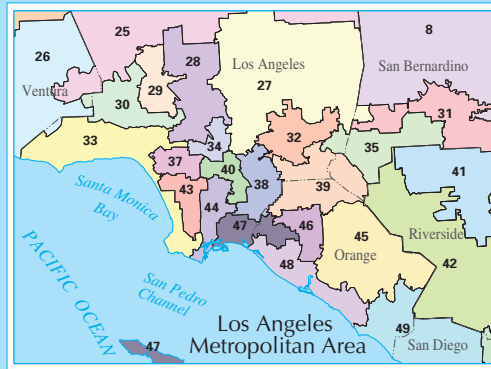 25
8
26
28
Los Angeles
San Bernardino
29
27
Ventura
30
31
32
33
34
35
37
40
41
43
38
39
Santa Monica
Bay
44
47
46
45
Riverside
Orange
42
48
PACIFIC OCEAN
San Pedro
Channel
49
Los Angeles
Metropolitan Area
San Diego
47